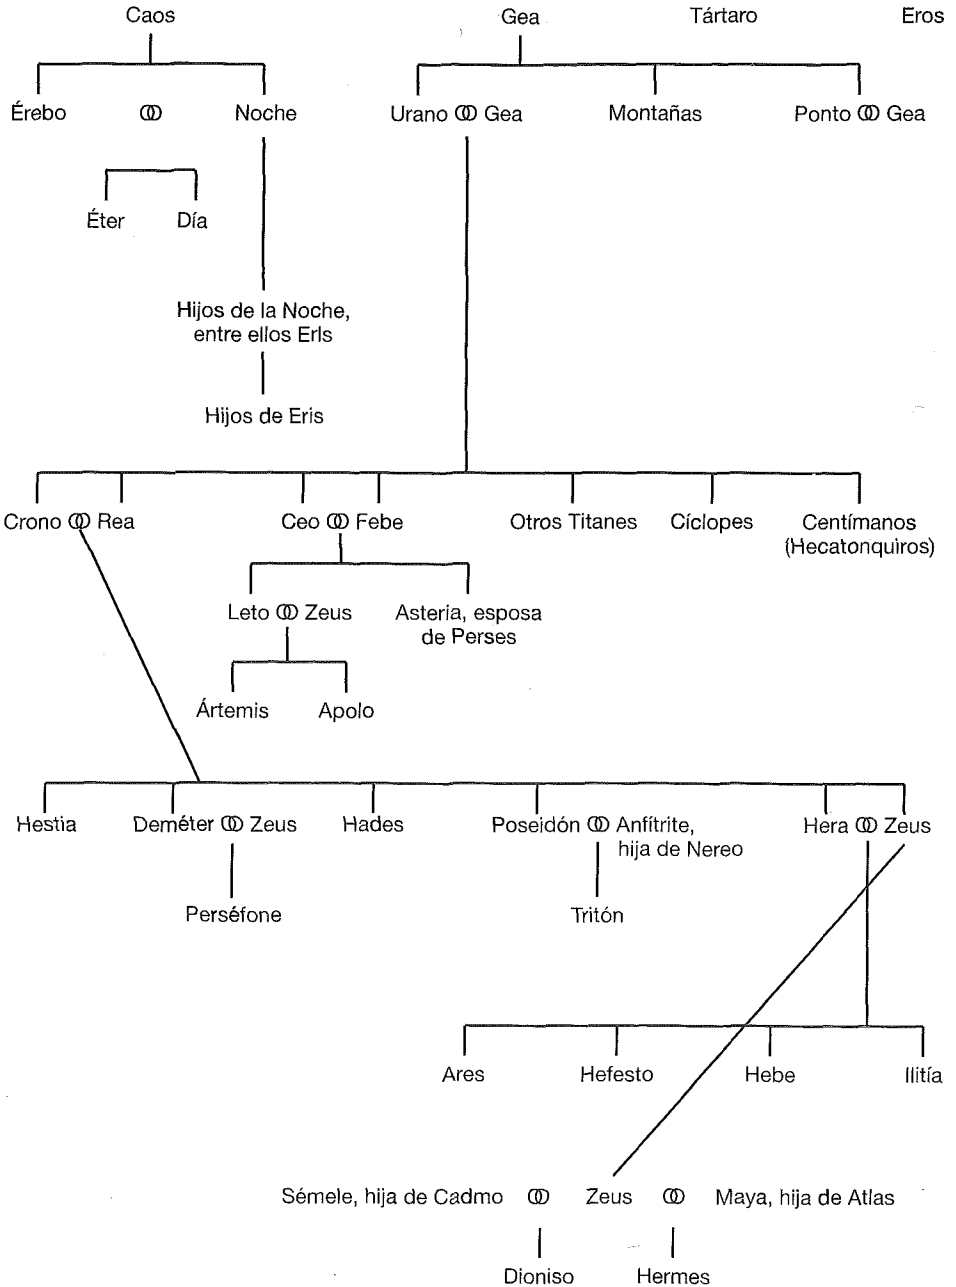 Caos Gea Tártaro Eros
Érebo Noche Urano Gea Montañas Ponto Gea
Éter Día
Hijos de la Noche,
entre ellos Eris
Hijos de Eris
Crono Rea Ceo Febe Otros Titanes Cíclopes Centímanos
(Hecatonquiros)
Leto Zeus Asteria, esposa
de Perses
Ártemis Apolo
Hestia Deméter Zeus Hades Poseidón Anfítrite, Hera Zeus
hija de Nereo
Perséfone Tritón
Ares Hefesto Hebe Ilitía
Sémele, hija de Cadmo Zeus Maya, hija de Atlas
Dioniso Hermes